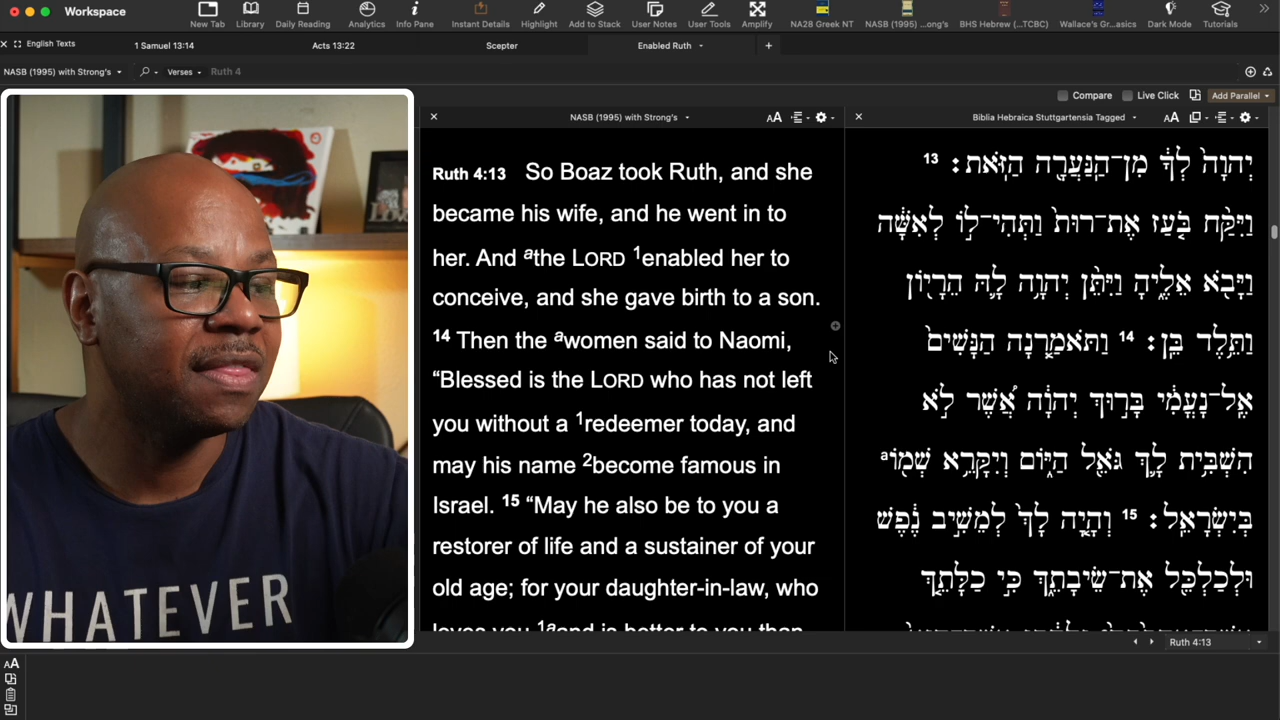 Workspace
New Tab
Library
Daily Reading
Analytics
Info Pane
Instant Details
Highlight
Add to Stack
User Notes
User Tools
Amplify
NA28 Greek NT
NASB (1995) ...ong's
BHS Hebrew (...TCBC)
Wallace's Gr...asics
Dark Mode
Tutorials
English Texts
1 Samuel 13:14
Acts 13:22
Scepter
Enabled Ruth
NASB (1995) with Strong's
Verses
Ruth 4
Compare
Live Click
Add Parallel
NASB (1995) with Strong's
Ruth 4:13 So Boaz took Ruth, and she
became his wife, and he went in to
her. And athe LORD 1enabled her to
conceive, and she gave birth to a son.
14 Then the awomen said to Naomi,
“Blessed is the LORD who has not left
you without a 1redeemer today, and
may his name 2become famous in
Israel. 15 “May he also be to you a
restorer of life and a sustainer of your
old age; for your daughter-in-law, who
loves you 1aand is better to you than
Biblia Hebraica Stuttgartensia Tagged
יְהוָה֙ לְךָ֔ מִן־הַֽנַּעֲרָ֖ה הַזֹּֽאת׃ 13
וַיִּקַּ֨ח בֹּ֤עַז אֶת־רוּת֙ וַתְּהִי־ל֣וֹ לְאִשָּׁ֔ה
וַיָּבֹ֖א אֵלֶ֑יהָ וַיִּתֵּ֨ן יְהוָ֥ה לָ֛הּ הֵרָי֖וֹן
וַתֵּ֥לֶד בֵּֽן׃ 14 וַתֹּאמַ֤רְנָה הַנָּשִׁים֙
אֶֽל־נָעֳמִ֔י בָּר֣וּךְ יְהוָ֔ה אֲ֠שֶׁר לֹ֣א
הִשְׁבִּ֥ית לָ֛ךְ גֹּאֵ֖ל הַיּ֑וֹם וְיִקָּרֵ֥א שְׁמ֖וֹa
בְּיִשְׂרָאֵֽל׃ 15 וְהָ֤יָה לָךְ֙ לְמֵשִׁ֣יב נֶ֔פֶשׁ
וּלְכַלְכֵּ֖ל אֶת־שֵׂיבָתֵ֑ךְ כִּ֣י כַלָּתֵ֤ךְ
Ruth 4:13
WHATEVER